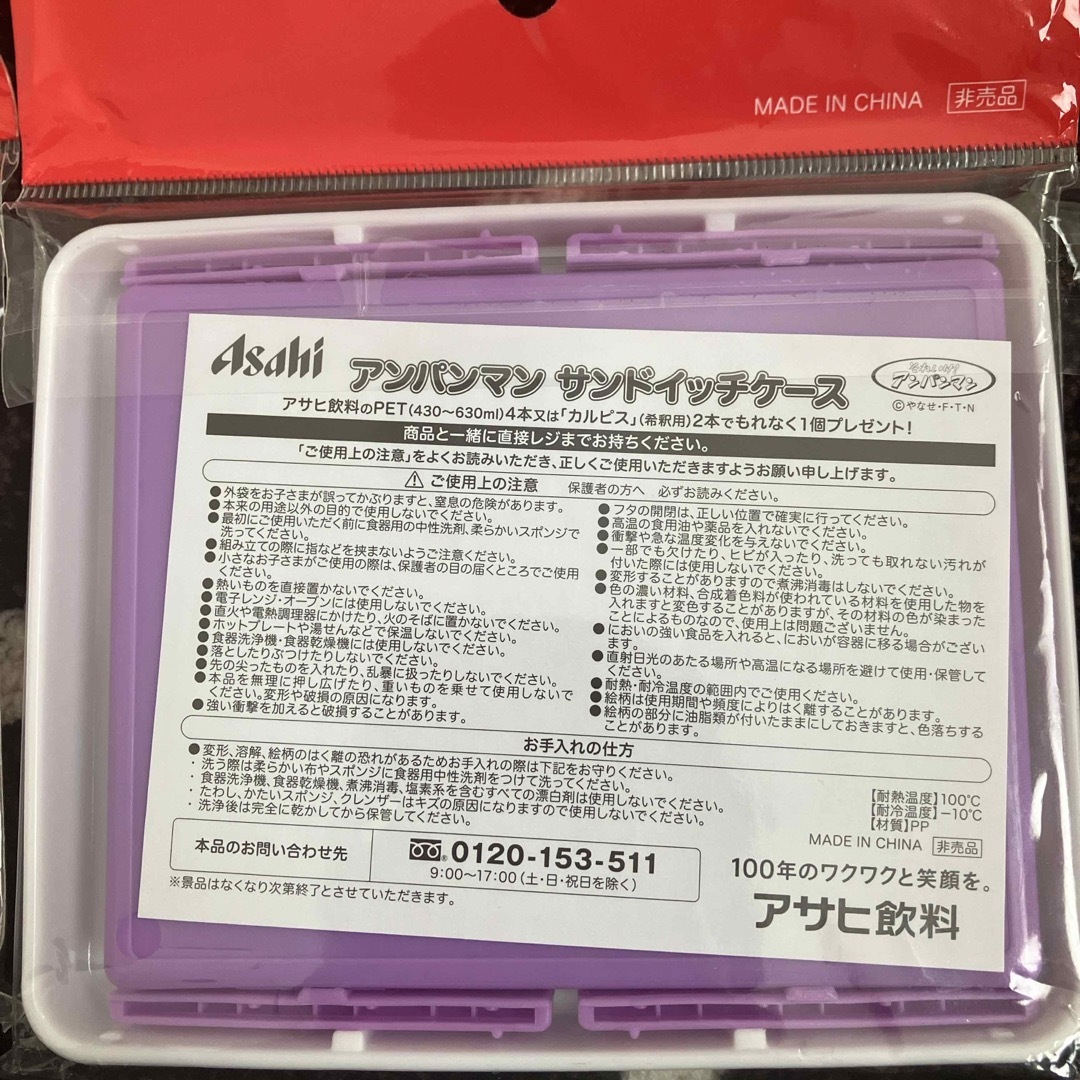 MADE IN CHINA 非売品
Asahi アンパンマン サンドイッチケース
それいけ!
アンパンマン
©やなせ・F・T・N
アサヒ飲料のPET(430〜630ml)4本又は「カルピス」(希釈用)2本でもれなく1個プレゼント!
商品と一緒に直接レジまでお持ちください。
「ご使用上の注意」をよくお読みいただき、正しくご使用いただきますようお願い申し上げます。
⚠ ご使用上の注意 保護者の方へ 必ずお読みください。
●外袋をお子さまが誤ってかぶりますと、窒息の危険があります。
●本来の用途以外の目的で使用しないでください。
●最初にご使用いただく前に食器用の中性洗剤、柔らかいスポンジで
洗ってください。
●組み立ての際に指などを挟まないようご注意ください。
●小さなお子さまがご使用の際は、保護者の目の届くところでご使用
ください。
●熱いものを直接置かないでください。
●電子レンジ・オーブンには使用しないでください。
●直火や電熱調理器にかけたり、火のそばに置かないでください。
●ホットプレートや湯せんなどで保温しないでください。
●食器洗浄機・食器乾燥機には使用しないでください。
●落としたりぶつけたりしないでください。
●先の尖ったものを入れたり、乱暴に扱ったりしないでください。
●本品を無理に押し広げたり、重いものを乗せて使用しないで
ください。変形や破損の原因になります。
●強い衝撃を加えると破損することがあります。
●フタの開閉は、正しい位置で確実に行ってください。
●高温の食用油や薬品を入れないでください。
●衝撃や急な温度変化を与えないでください。
●一部でも欠けたり、ヒビが入ったり、洗っても取れない汚れが
付いた際には使用しないでください。
●変形することがありますので煮沸消毒はしないでください。
●色の濃い材料、合成着色料が使われている材料を使用した物を
入れますと変色することがありますが、その材料の色が染まった
ことによるものなので、使用上は問題ございません。
●においの強い食品を入れると、においが容器に移る場合がござい
ます。
●直射日光のあたる場所や高温になる場所を避けて使用・保管して
ください。
●耐熱・耐冷温度の範囲内でご使用ください。
●絵柄は使用期間や頻度によりはく離することがあります。
●絵柄の部分に油脂類が付いたままにしておきますと、色落ちする
ことがあります。
お手入れの仕方
●変形、溶解、絵柄のはく離の恐れがあるためお手入れの際は下記をお守りください。
・洗う際は柔らかい布やスポンジに食器用中性洗剤をつけて洗ってください。
・食器洗浄機、食器乾燥機、煮沸消毒、塩素系を含むすべての漂白剤は使用しないでください。
・たわし、かたいスポンジ、クレンザーはキズの原因になりますので使用しないでください。
・洗浄後は完全に乾かしてから保管してください。
【耐熱温度】100℃
【耐冷温度】−10℃
【材質】PP
MADE IN CHINA 非売品
本品のお問い合わせ先
0120-153-511
9:00〜17:00(土・日・祝日を除く)
※景品はなくなり次第終了とさせていただきます。
100年のワクワクと笑顔を。
アサヒ飲料